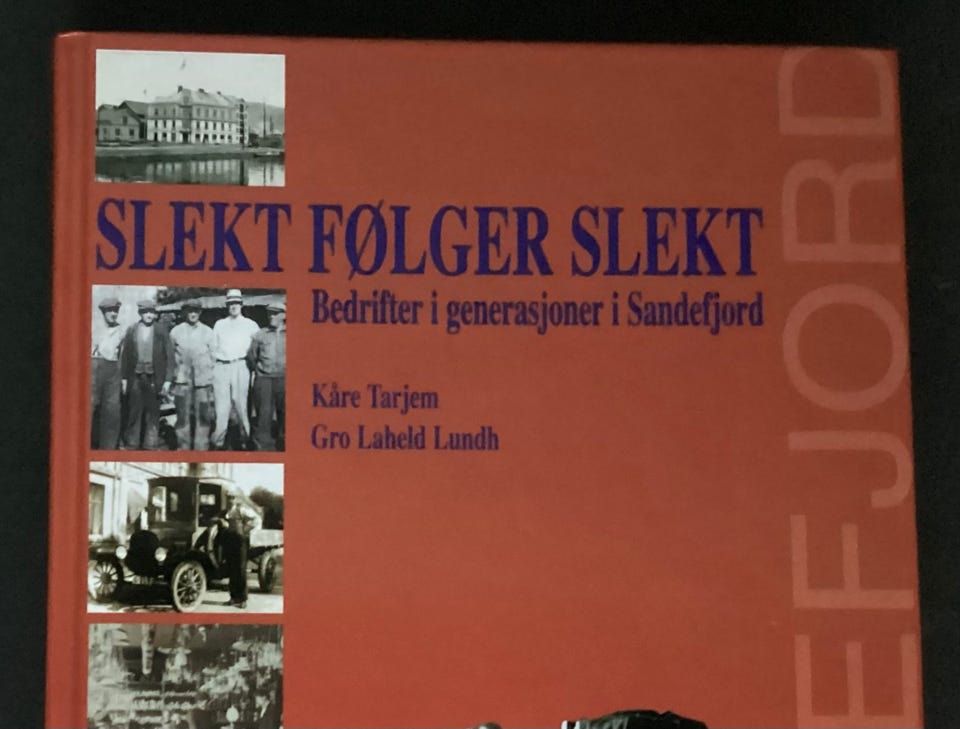 SLEKT FØLGER SLEKT
Bedrifter i generasjoner i Sandefjord
Kåre Tarjem
Gro Laheld Lundh
EFJORD